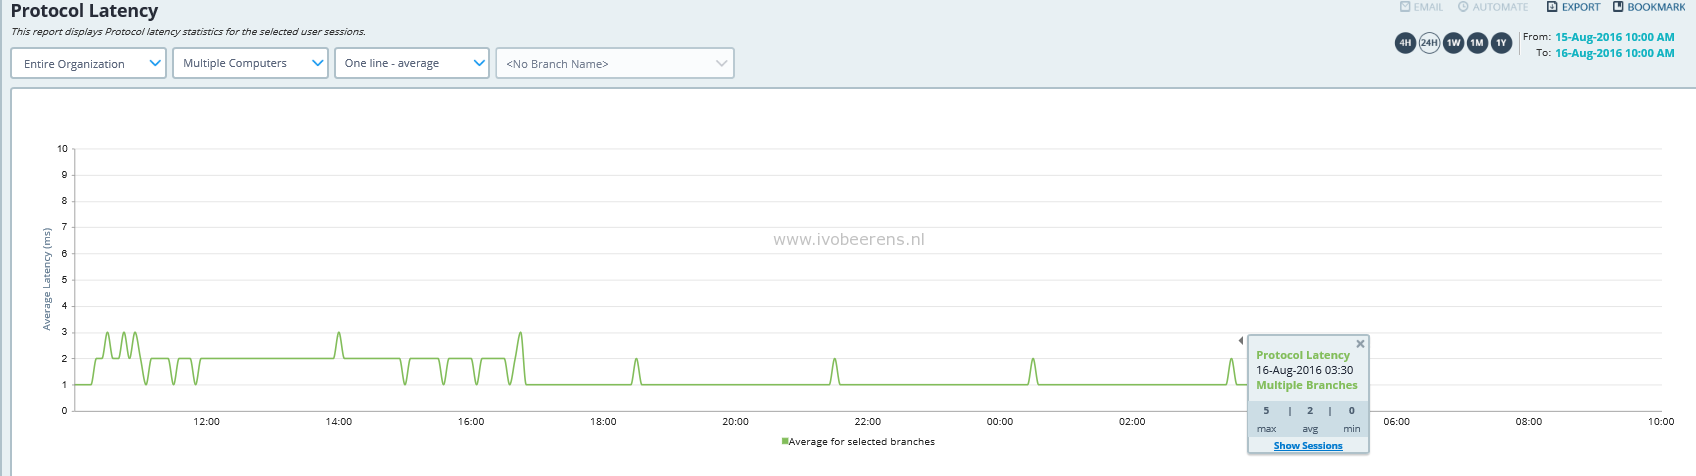 Protocol Latency
EMAIL AUTOMATE EXPORT BOOKMARK
This report displays Protocol latency statistics for the selected user sessions.
4H 24H 1W 1M 1Y From: 15-Aug-2016 10:00 AM
To: 16-Aug-2016 10:00 AM
Entire Organization Multiple Computers One line - average <No Branch Name>
10
9
8
7
www.ivobeerens.nl
6
5
4
3
2
1
0
Average Latency (ms)
Protocol Latency
16-Aug-2016 03:30
Multiple Branches
5 | 2 | 0
max avg min
Show Sessions
12:00 14:00 16:00 18:00 20:00 22:00 00:00 02:00 06:00 08:00 10:00
Average for selected branches